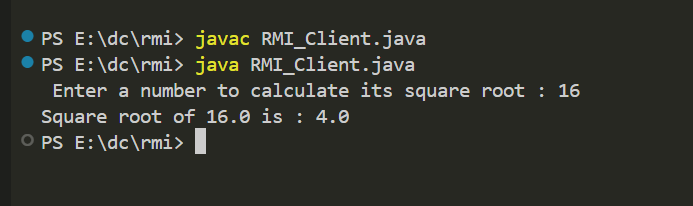 PS E:\dc\rmi> javac RMI_Client.java
PS E:\dc\rmi> java RMI_Client.java
 Enter a number to calculate its square root : 16
Square root of 16.0 is : 4.0
PS E:\dc\rmi>